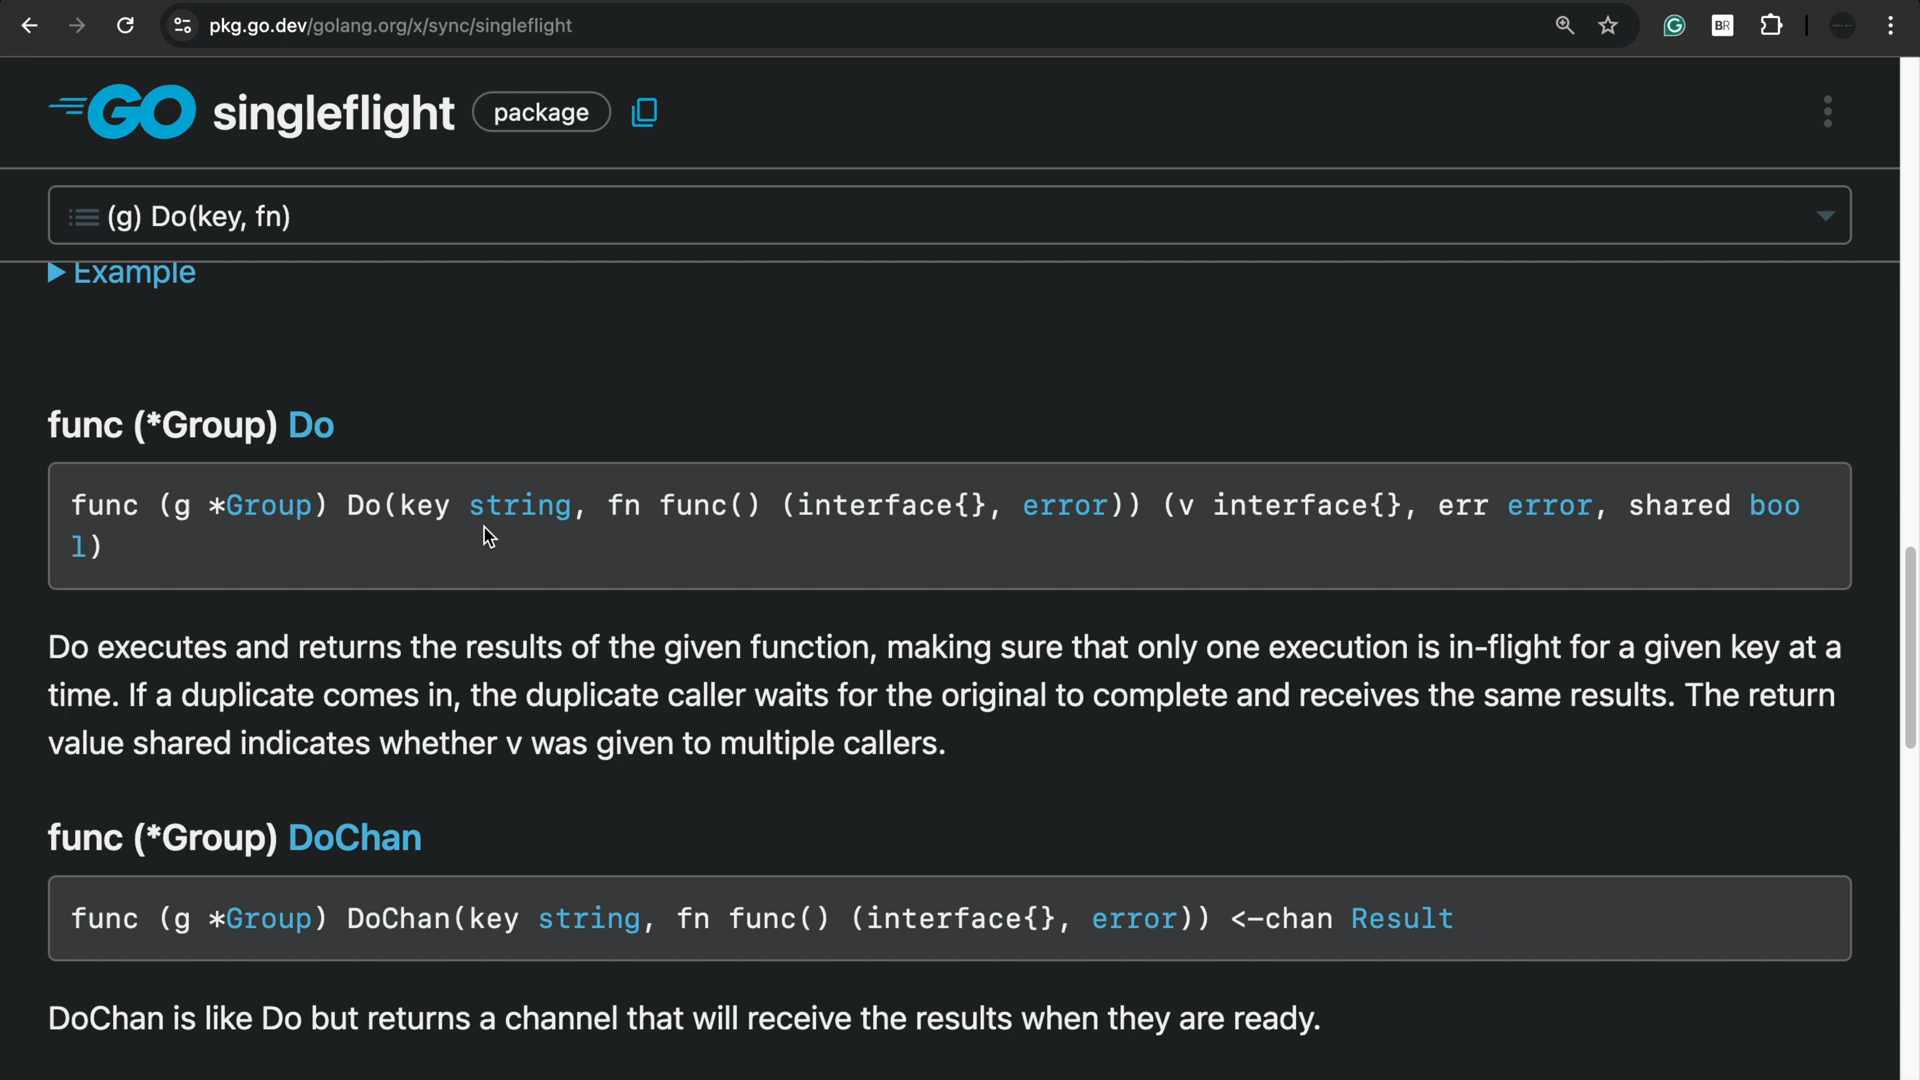 pkg.go.dev/golang.org/x/sync/singleflight
BR
GO singleflight package
(g) Do(key, fn)
Example
func (*Group) Do
func (g *Group) Do(key string, fn func() (interface{}, error)) (v interface{}, err error, shared boo
l)
Do executes and returns the results of the given function, making sure that only one execution is in-flight for a given key at a
time. If a duplicate comes in, the duplicate caller waits for the original to complete and receives the same results. The return
value shared indicates whether v was given to multiple callers.
func (*Group) DoChan
func (g *Group) DoChan(key string, fn func() (interface{}, error)) <-chan Result
DoChan is like Do but returns a channel that will receive the results when they are ready.